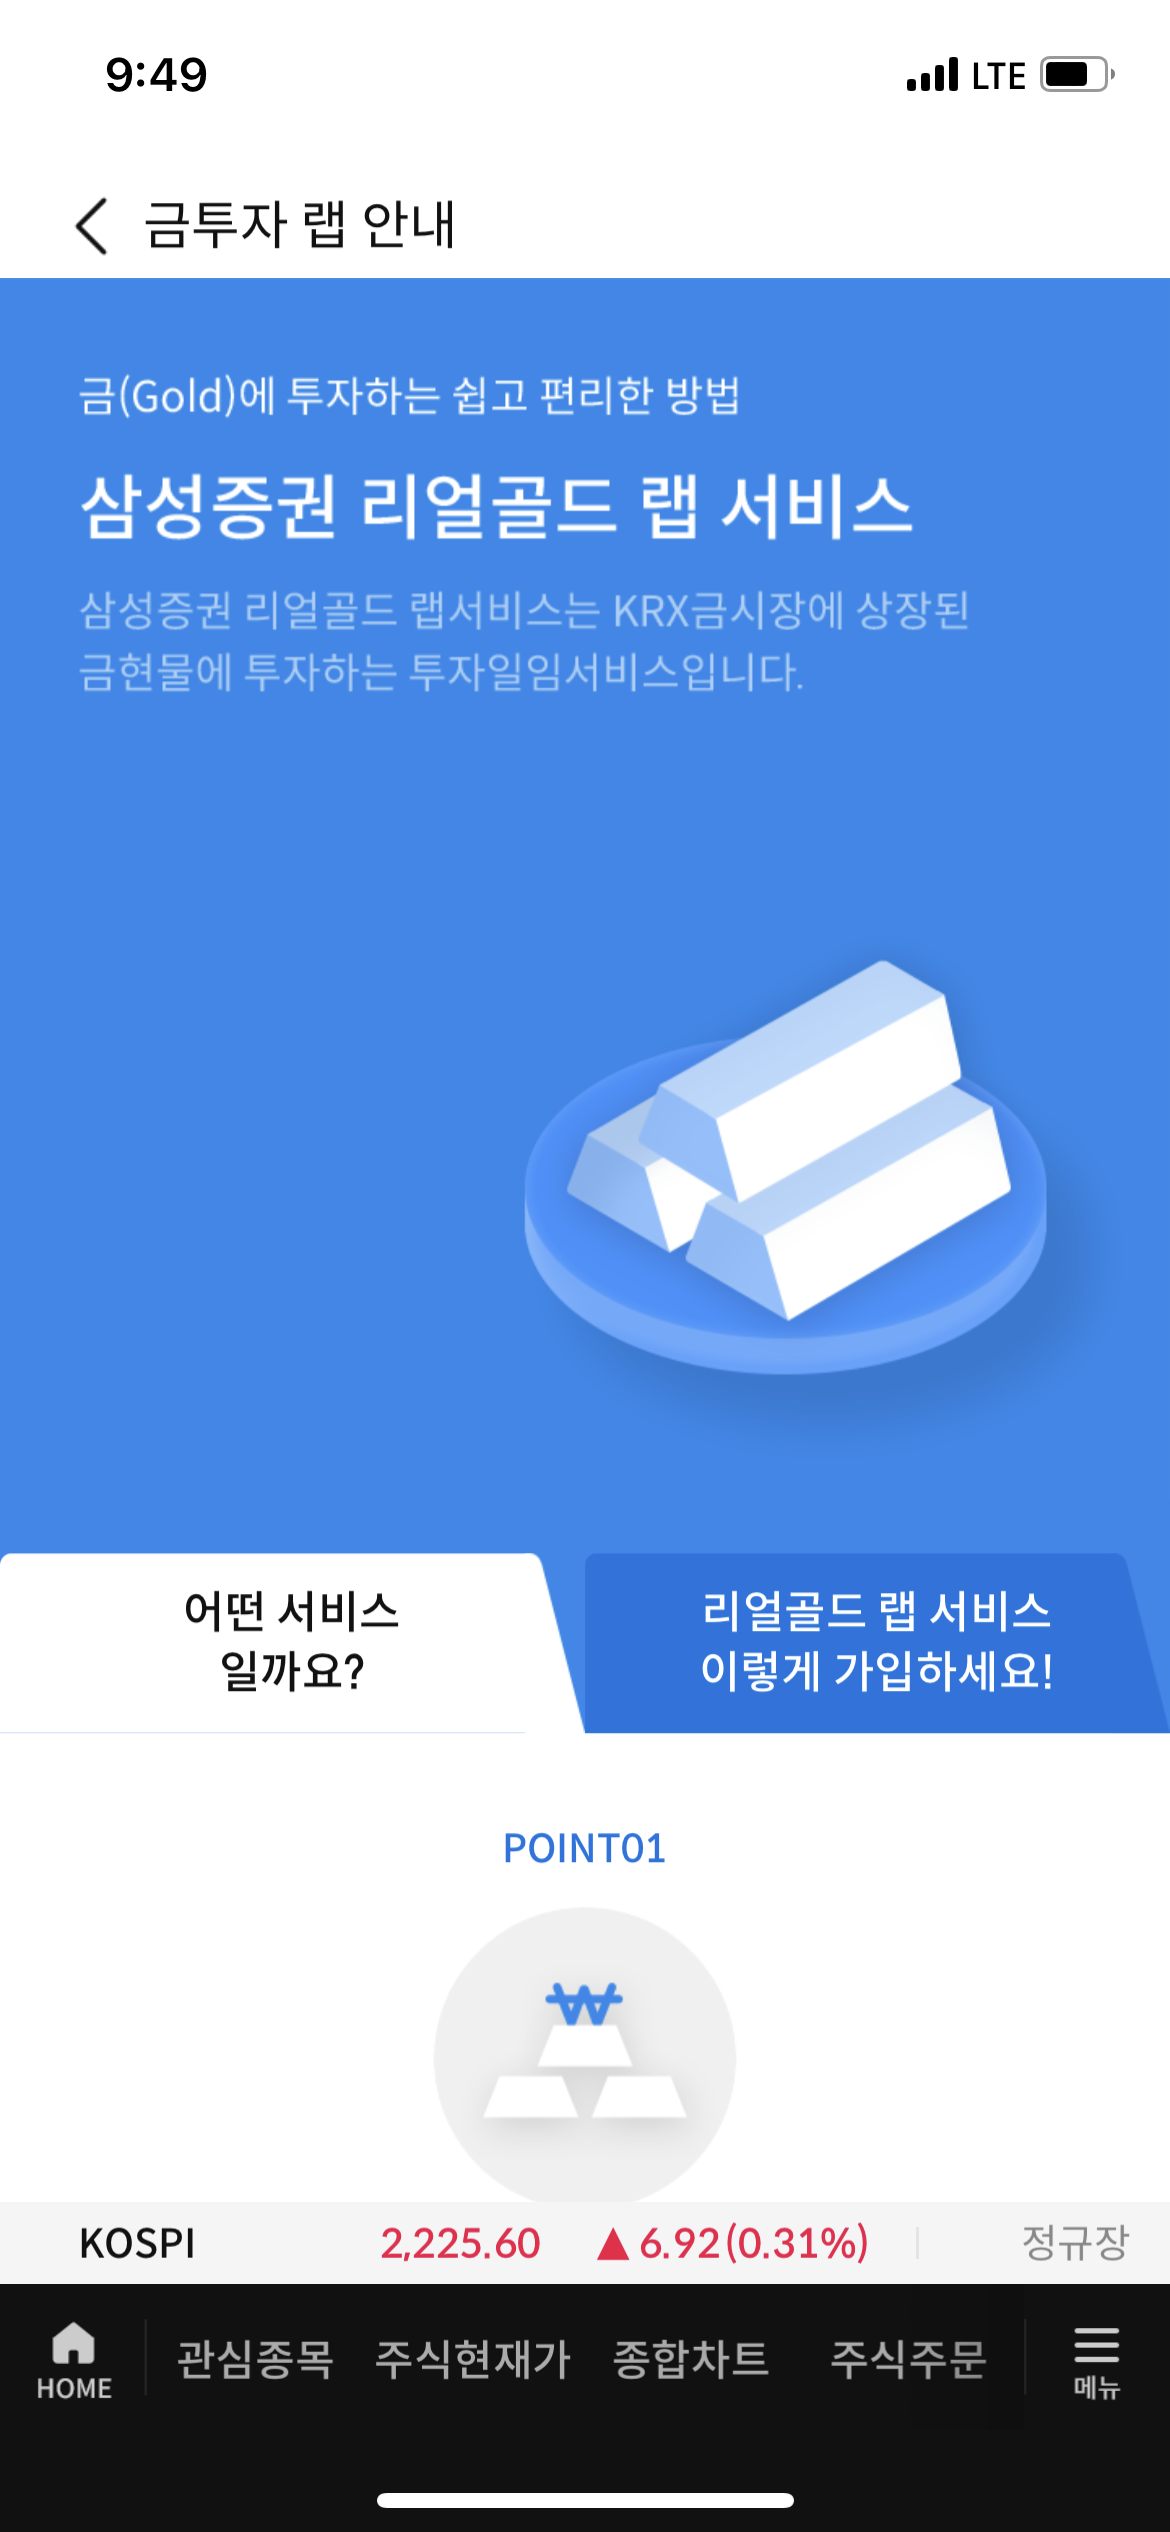 9:49
LTE
금투자 랩 안내
금(Gold)에 투자하는 쉽고 편리한 방법
삼성증권 리얼골드 랩 서비스
삼성증권 리얼골드 랩서비스는 KRX금시장에 상장된
금현물에 투자하는 투자일임서비스입니다.
어떤 서비스
일까요?
리얼골드 랩 서비스
이렇게 가입하세요!
POINT01
₩
KOSPI 2,225.60 ▲ 6.92(0.31%) 정규장
HOME 관심종목 주식현재가 종합차트 주식주문 메뉴